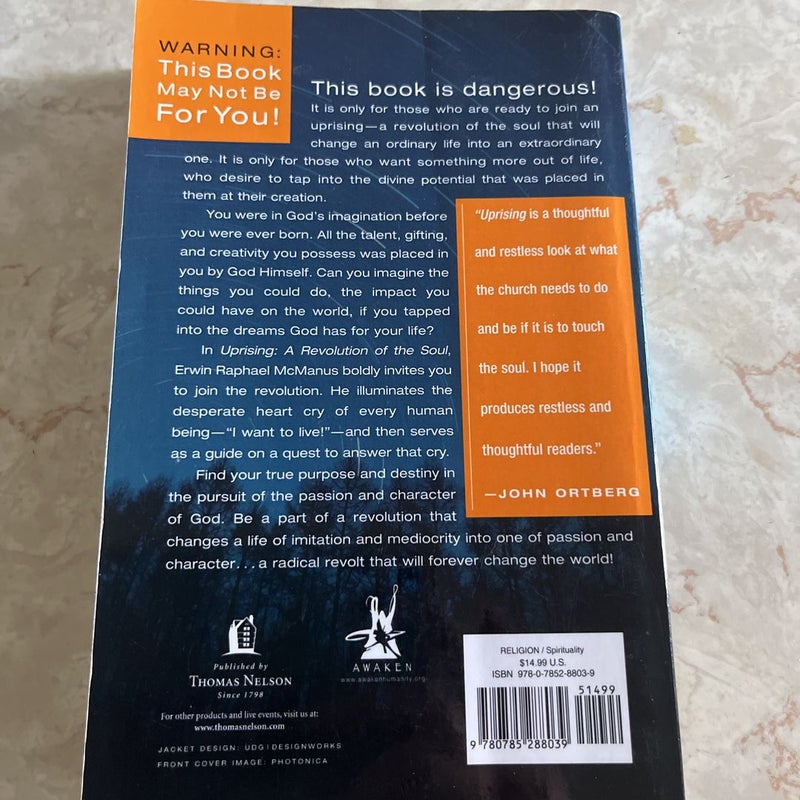 WARNING:
This Book
May Not Be
For You!
This book is dangerous!
It is only for those who are ready to join an
uprising—a revolution of the soul that will
change an ordinary life into an extraordinary
one. It is only for those who want something more out of life,
who desire to tap into the divine potential that was placed in
them at their creation.
You were in God's imagination before
you were ever born. All the talent, gifting,
and creativity you possess was placed in
you by God Himself. Can you imagine the
things you could do, the impact you
could have on the world, if you tapped
into the dreams God has for your life?
In Uprising: A Revolution of the Soul,
Erwin Raphael McManus boldly invites you
to join the revolution. He illuminates the
desperate heart cry of every human
being—"I want to live!"—and then serves
as a guide on a quest to answer that cry.
Find your true purpose and destiny in
the pursuit of the passion and character
of God. Be a part of a revolution that
changes a life of imitation and mediocrity into one of passion and
character...a radical revolt that will forever change the world!
"Uprising is a thoughtful
and restless look at what
the church needs to do
and be if it is to touch
the soul. I hope it
produces restless and
thoughtful readers."
—JOHN ORTBERG
Published by
THOMAS NELSON
Since 1798
For other products and live events, visit us at:
www.thomasnelson.com
JACKET DESIGN: UDG|DESIGNWORKS
FRONT COVER IMAGE: PHOTONICA
AWAKEN
www.awakenhumanity.org
RELIGION / Spirituality
$14.99 U.S.
ISBN 978-0-7852-8803-9
51499
9 780785 288039